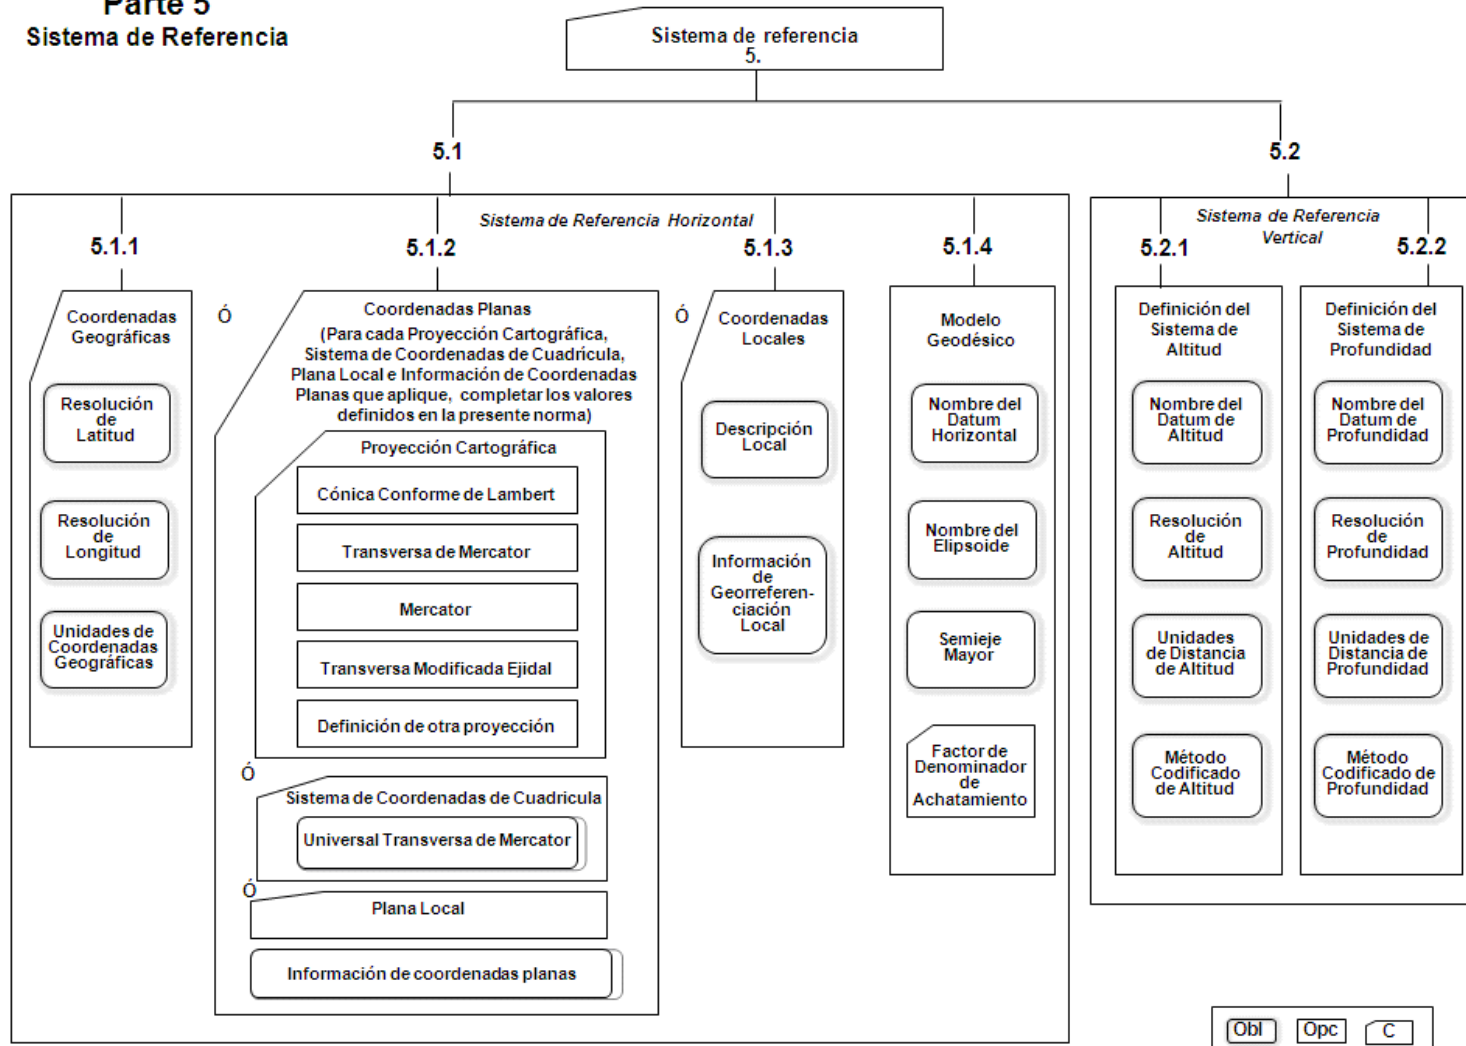 Parte 5
Sistema de Referencia
Sistema de referencia
5.
5.1
5.2
Sistema de Referencia Horizontal
5.1.1
5.1.2
5.1.3
5.1.4
Sistema de Referencia
Vertical
5.2.1
5.2.2
Coordenadas
Geográficas
Resolución
de
Latitud
Resolución
de
Longitud
Unidades de
Coordenadas
Geográficas
Ó
Coordenadas Planas
(Para cada Proyección Cartográfica,
Sistema de Coordenadas de Cuadrícula,
Plana Local e Información de Coordenadas
Planas que aplique, completar los valores
definidos en la presente norma)
Proyección Cartográfica
Cónica Conforme de Lambert
Transversa de Mercator
Mercator
Transversa Modificada Ejidal
Definición de otra proyección
Ó
Sistema de Coordenadas de Cuadricula
Universal Transversa de Mercator
Ó
Plana Local
Información de coordenadas planas
Ó
Coordenadas
Locales
Descripción
Local
Información
de
Georreferen-
ciación
Local
Modelo
Geodésico
Nombre del
Datum
Horizontal
Nombre del
Elipsoide
Semieje
Mayor
Factor de
Denominador
de
Achatamiento
Definición del
Sistema de
Altitud
Nombre del
Datum de
Altitud
Resolución
de
Altitud
Unidades
de Distancia
de Altitud
Método
Codificado
de Altitud
Definición del
Sistema de
Profundidad
Nombre del
Datum de
Profundidad
Resolución
de
Profundidad
Unidades de
Distancia de
Profundidad
Método
Codificado de
Profundidad
Obl
Opc
C